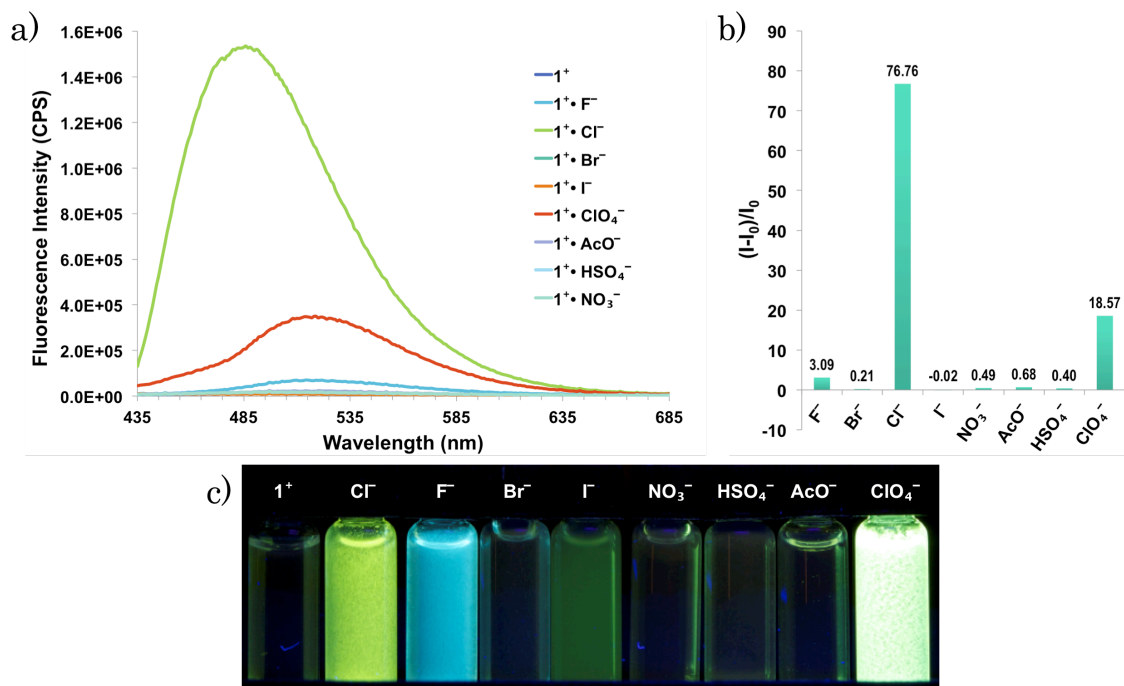 a)
1.6E+06
1.4E+06
1.2E+06
1.0E+06
8.0E+05
6.0E+05
4.0E+05
2.0E+05
0.0E+00
Fluorescence Intensity (CPS)
435 485 535 585 635 685
Wavelength (nm)
1⁺
1⁺• F⁻
1⁺• Cl⁻
1⁺• Br⁻
1⁺• I⁻
1⁺• ClO₄⁻
1⁺• AcO⁻
1⁺• HSO₄⁻
1⁺• NO₃⁻
b)
90
80
70
60
50
40
30
20
10
0
-10
(I-I₀)/I₀
3.09 0.21 76.76 -0.02 0.49 0.68 0.40 18.57
F⁻ Br⁻ Cl⁻ I⁻ NO₃⁻ AcO⁻ HSO₄⁻ ClO₄⁻
c)
1⁺ Cl⁻ F⁻ Br⁻ I⁻ NO₃⁻ HSO₄⁻ AcO⁻ ClO₄⁻